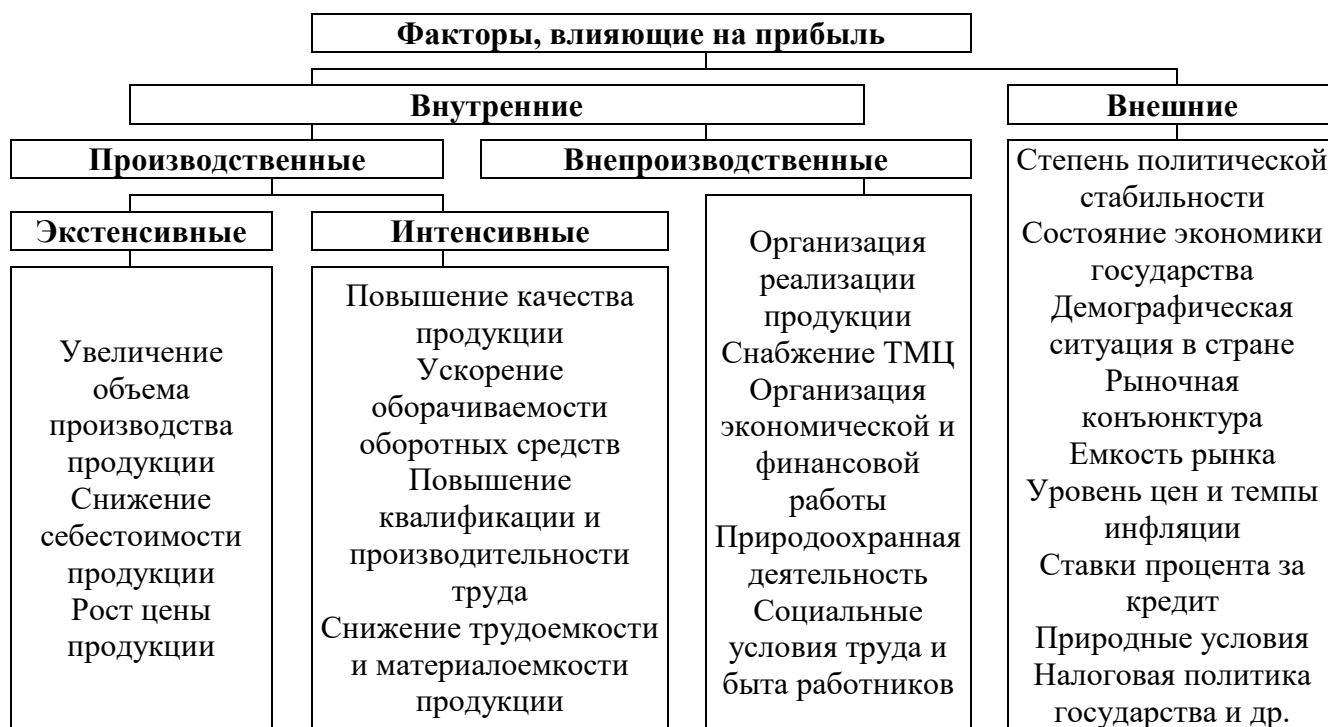 Факторы, влияющие на прибыль
Внутренние
Внешние
Производственные
Внепроизводственные
Экстенсивные
Интенсивные
Увеличение
объема
производства
продукции
Снижение
себестоимости
продукции
Рост цены
продукции
Повышение качества
продукции
Ускорение
оборачиваемости
оборотных средств
Повышение
квалификации и
производительности
труда
Снижение трудоемкости
и материалоемкости
продукции
Организация
реализации
продукции
Снабжение ТМЦ
Организация
экономической и
финансовой
работы
Природоохранная
деятельность
Социальные
условия труда и
быта работников
Степень политической
стабильности
Состояние экономики
государства
Демографическая
ситуация в стране
Рыночная
конъюнктура
Емкость рынка
Уровень цен и темпы
инфляции
Ставки процента за
кредит
Природные условия
Налоговая политика
государства и др.